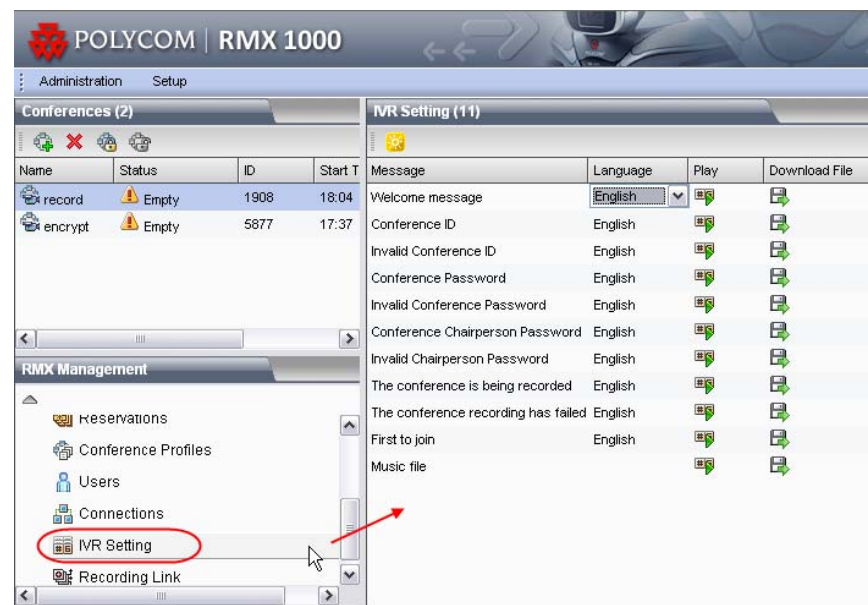 POLYCOM | RMX 1000
Administration Setup
Conferences (2)
Name Status ID Start T
record Empty 1908 18:04
encrypt Empty 5877 17:37
RMX Management
Reservations
Conference Profiles
Users
Connections
IVR Setting
Recording Link
IVR Setting (11)
Message Language Play Download File
Welcome message English
Conference ID English
Invalid Conference ID English
Conference Password English
Invalid Conference Password English
Conference Chairperson Password English
Invalid Chairperson Password English
The conference is being recorded English
The conference recording has failed English
First to join English
Music file